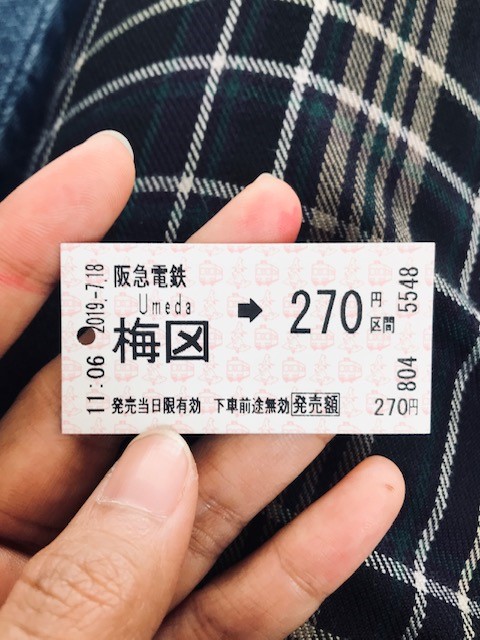 2019.-7.18
11:06
阪急電鉄
Umeda
梅田 ➡ 270円区間
発売当日限有効 下車前途無効 発売額 270円
5548
804